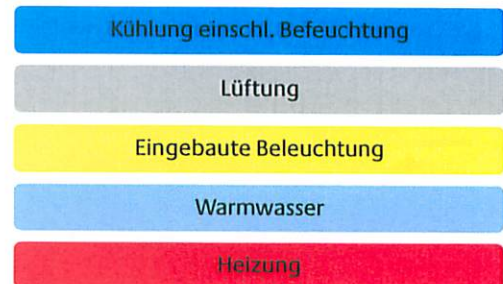 Kühlung einschl. Befeuchtung
Lüftung
Eingebaute Beleuchtung
Warmwasser
Heizung